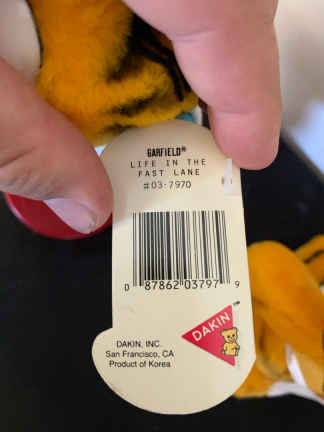 GARFIELD®
LIFE IN THE
FAST LANE
#03-7970
0 87862 03797 9
DAKIN™
DAKIN, INC.
San Francisco, CA
Product of Korea